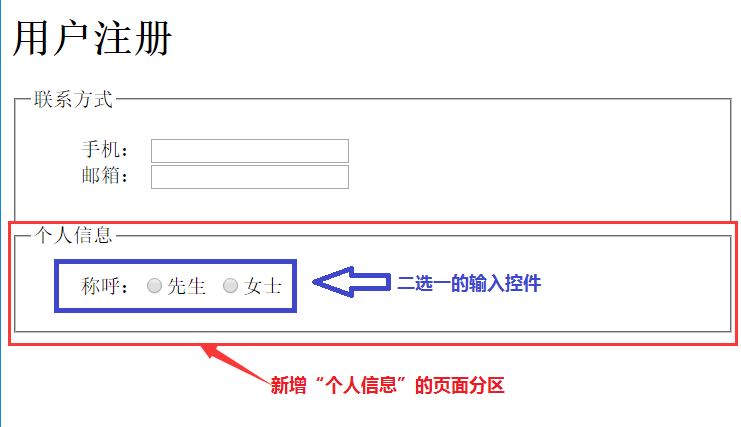 用户注册
联系方式
手机：
邮箱：
个人信息
称呼： 先生 女士
二选一的输入控件
新增“个人信息”的页面分区